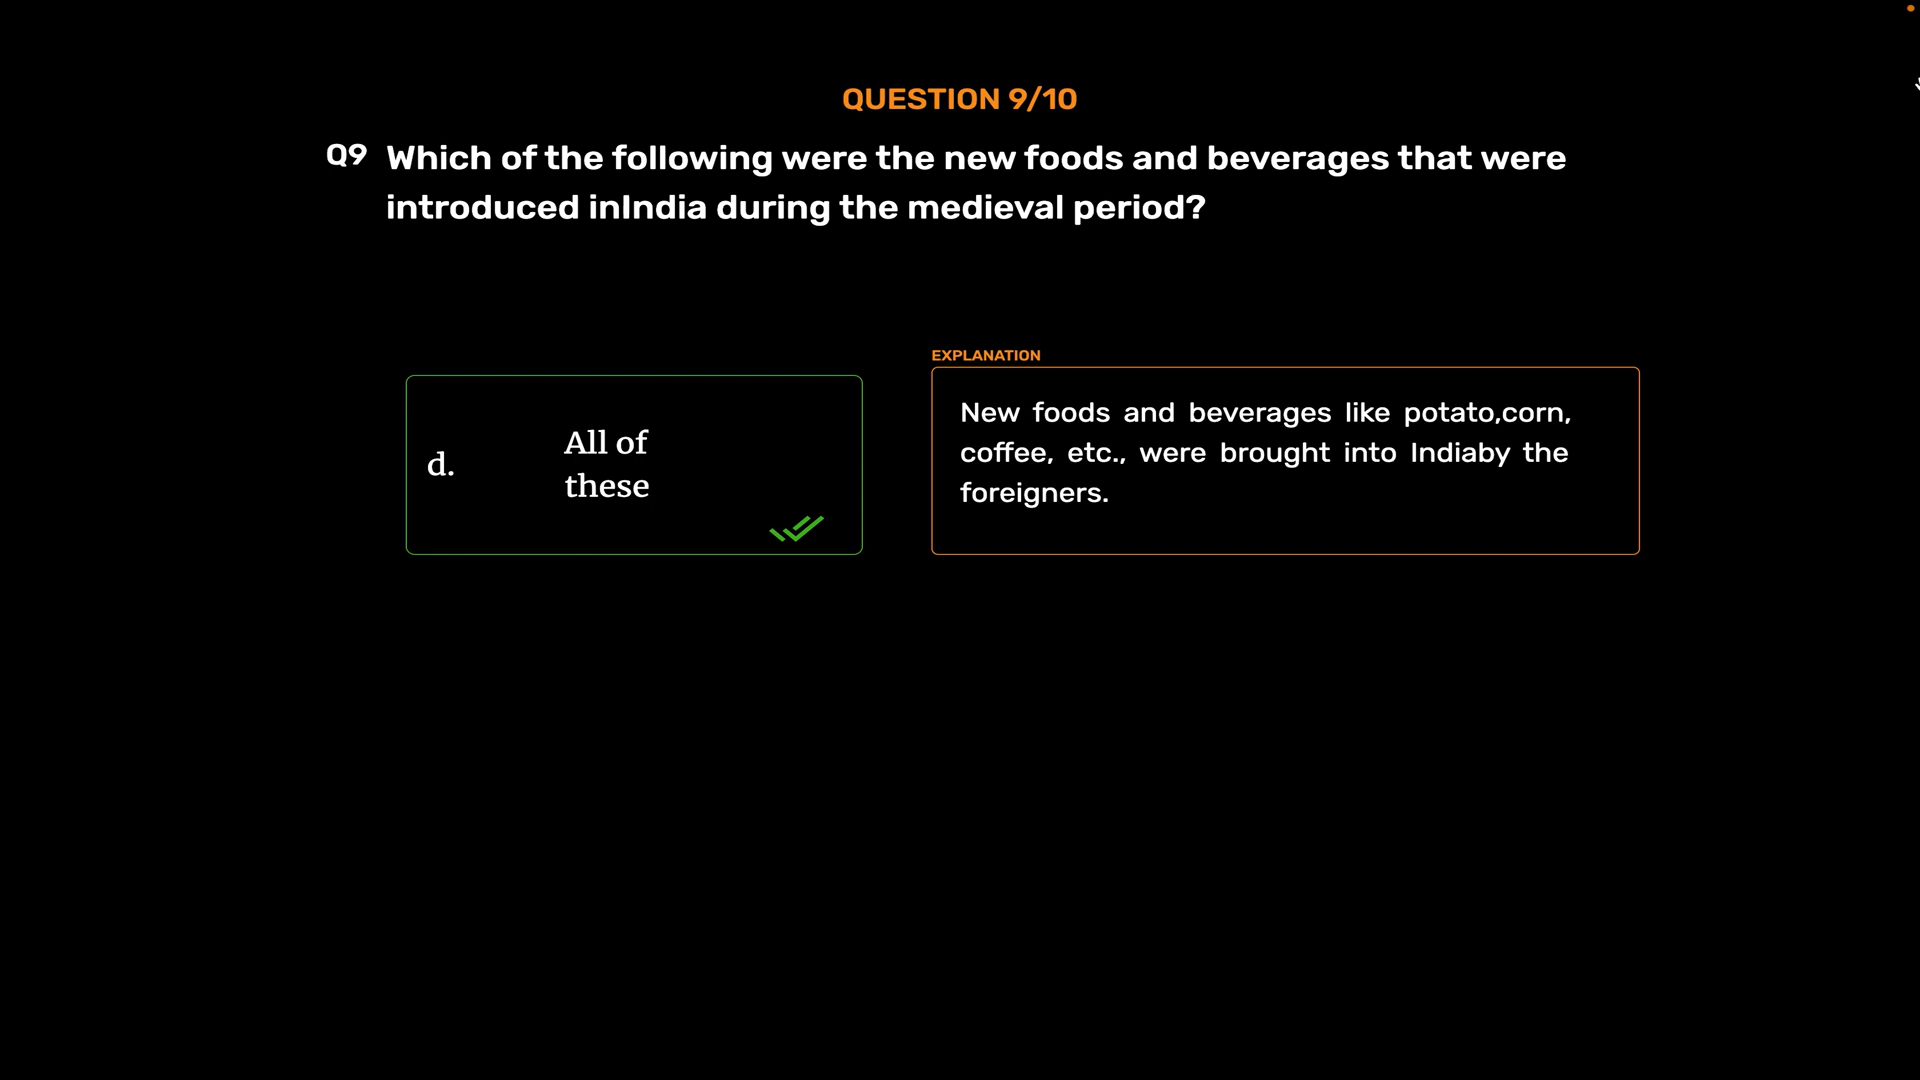 QUESTION 9/10
Q9 Which of the following were the new foods and beverages that were
introduced inIndia during the medieval period?
EXPLANATION
d. All of
these
New foods and beverages like potato,corn,
coffee, etc., were brought into Indiaby the
foreigners.